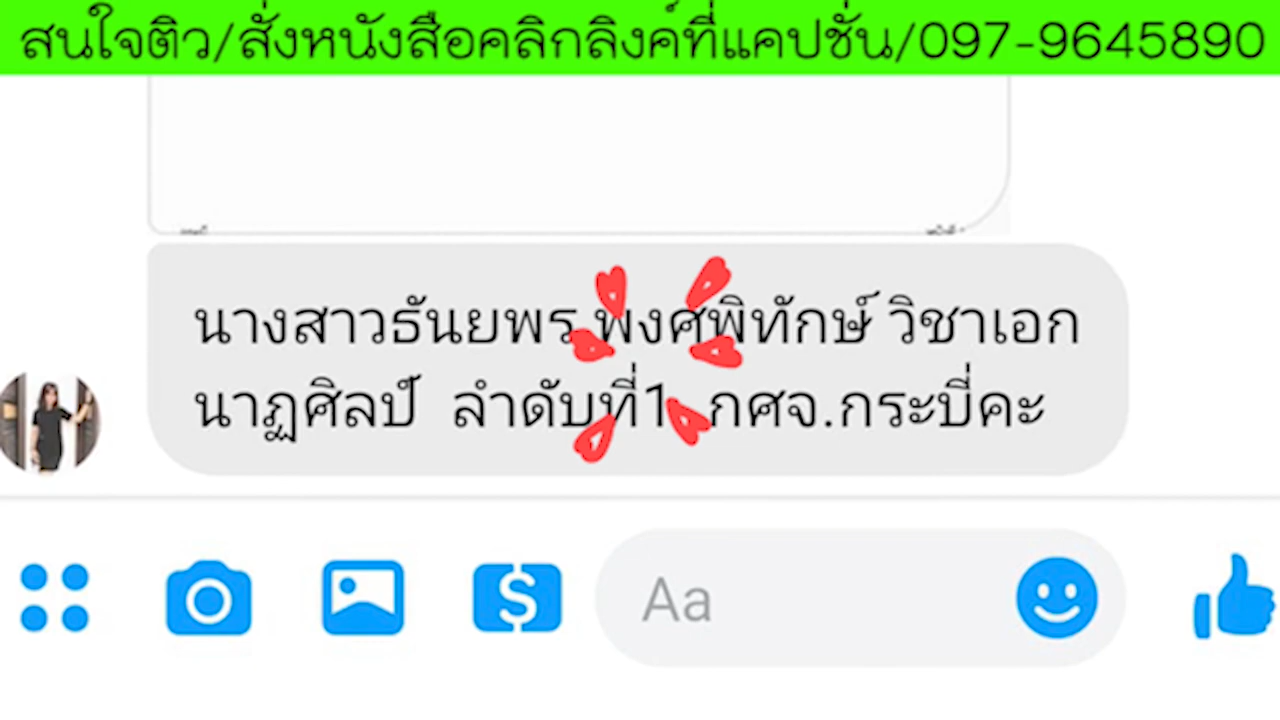 สนใจติว/สั่งหนังสือคลิกลิงค์ที่แคปชั่น/097-9645890
นางสาวธันยพร พงศ์พิทักษ์ วิชาเอก
นาฏศิลป์ ลำดับที่1 กศจ.กระบี่คะ
Aa